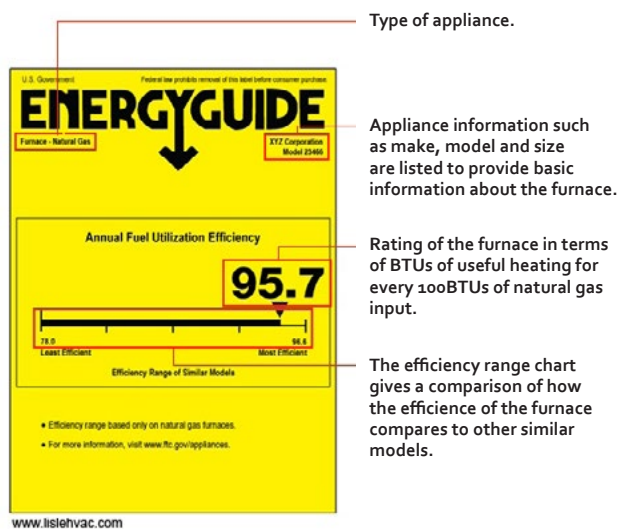 Type of appliance.
U.S. Government Federal law prohibits removal of this label before consumer purchase.
ENERGYGUIDE
Furnace - Natural Gas
XYZ Corporation
Model 23466
Appliance information such
as make, model and size
are listed to provide basic
information about the furnace.
Annual Fuel Utilization Efficiency
95.7
Rating of the furnace in terms
of BTUs of useful heating for
every 100BTUs of natural gas
input.
78.0 96.6
Least Efficient Most Efficient
Efficiency Range of Similar Models
The efficiency range chart
gives a comparison of how
the efficience of the furnace
compares to other similar
models.
• Efficiency range based only on natural gas furnaces.
• For more information, visit www.ftc.gov/appliances.
www.lislehvac.com